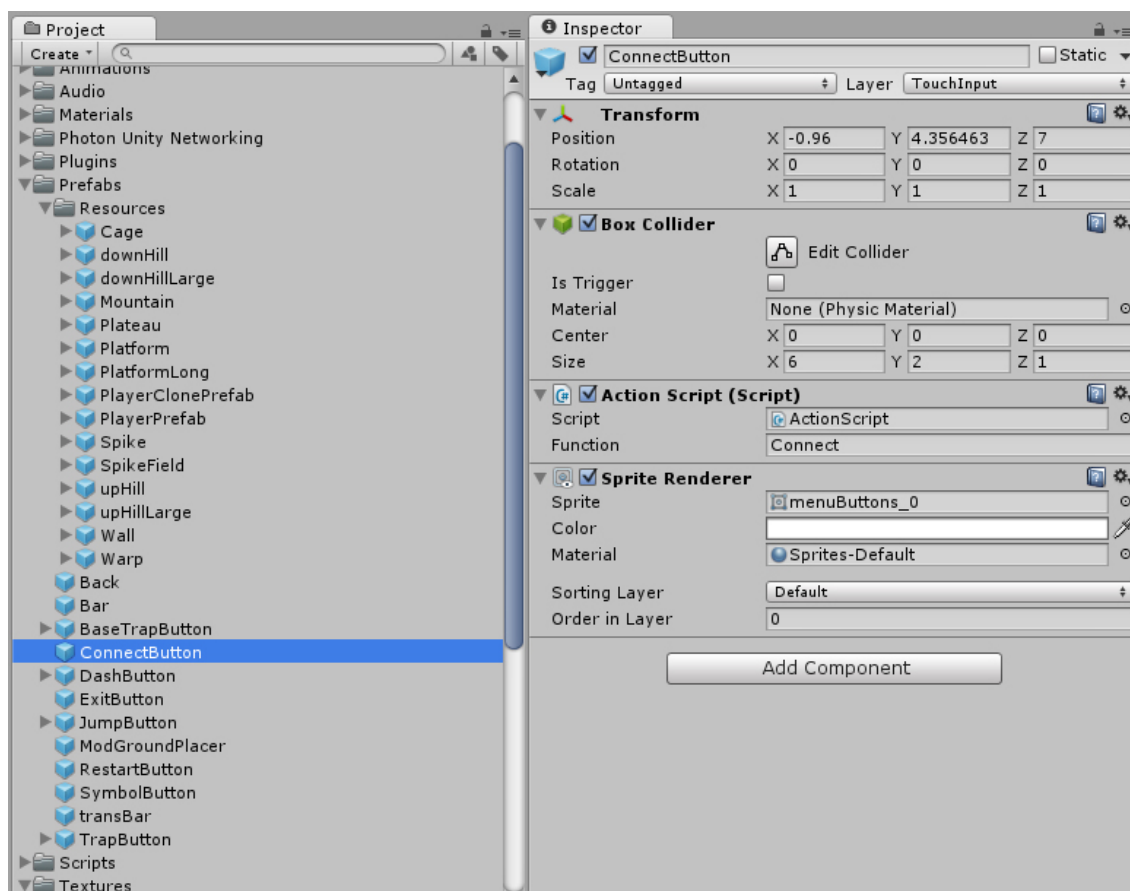 Project
Create
Animations
Audio
Materials
Photon Unity Networking
Plugins
Prefabs
Resources
Cage
downHill
downHillLarge
Mountain
Plateau
Platform
PlatformLong
PlayerClonePrefab
PlayerPrefab
Spike
SpikeField
upHill
upHillLarge
Wall
Warp
Back
Bar
BaseTrapButton
ConnectButton
DashButton
ExitButton
JumpButton
ModGroundPlacer
RestartButton
SymbolButton
transBar
TrapButton
Scripts
Textures
Inspector
ConnectButton Static
Tag Untagged Layer TouchInput
Transform
Position X -0.96 Y 4.356463 Z 7
Rotation X 0 Y 0 Z 0
Scale X 1 Y 1 Z 1
Box Collider
Edit Collider
Is Trigger
Material None (Physic Material)
Center X 0 Y 0 Z 0
Size X 6 Y 2 Z 1
Action Script (Script)
Script ActionScript
Function Connect
Sprite Renderer
Sprite menuButtons_0
Color
Material Sprites-Default
Sorting Layer Default
Order in Layer 0
Add Component